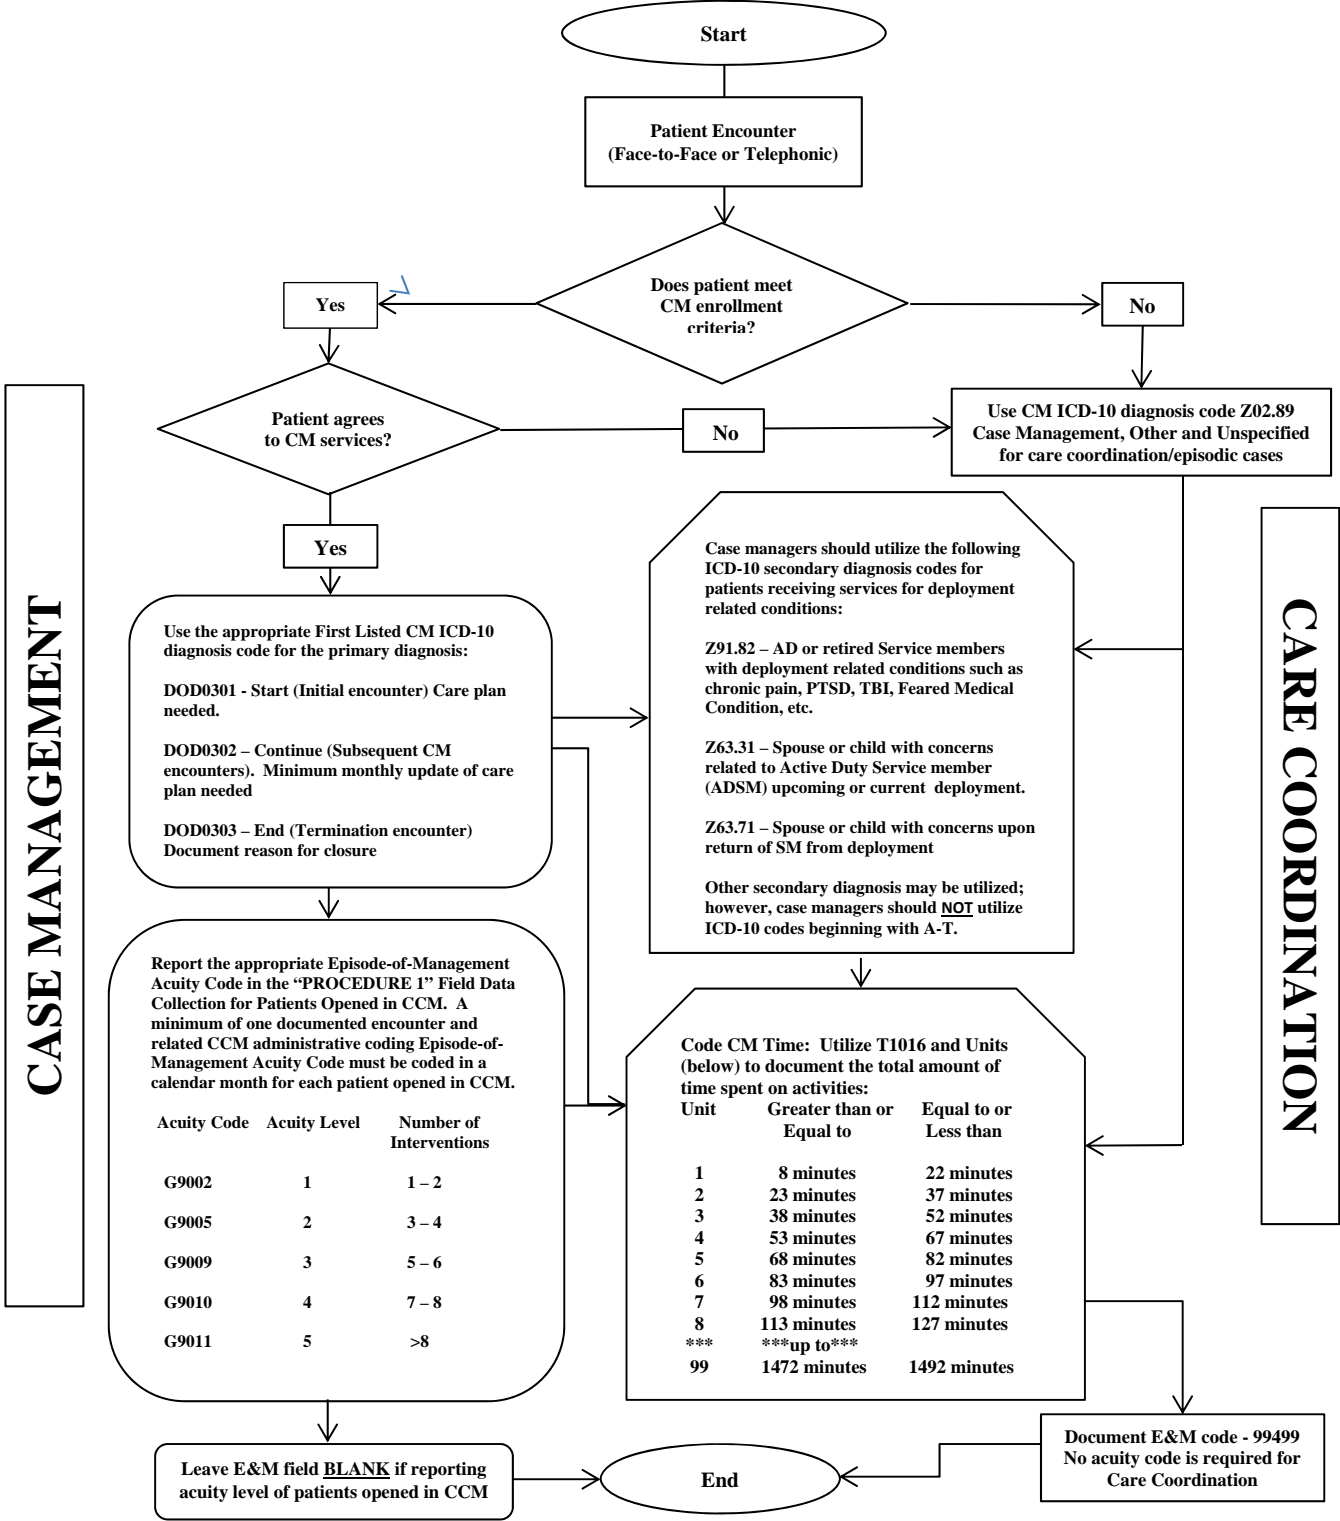 Start
Patient Encounter
(Face-to-Face or Telephonic)
Does patient meet
CM enrollment
criteria?
Yes
No
Patient agrees
to CM services?
No
Use CM ICD-10 diagnosis code Z02.89
Case Management, Other and Unspecified
for care coordination/episodic cases
Yes
CASE MANAGEMENT
CARE COORDINATION
Use the appropriate First Listed CM ICD-10
diagnosis code for the primary diagnosis:
DOD0301 - Start (Initial encounter) Care plan
needed.
DOD0302 – Continue (Subsequent CM
encounters).  Minimum monthly update of care
plan needed
DOD0303 – End (Termination encounter)
Document reason for closure
Case managers should utilize the following
ICD-10 secondary diagnosis codes for
patients receiving services for deployment
related conditions:
Z91.82 – AD or retired Service members
with deployment related conditions such as
chronic pain, PTSD, TBI, Feared Medical
Condition, etc.
Z63.31 – Spouse or child with concerns
related to Active Duty Service member
(ADSM) upcoming or current  deployment.
Z63.71 – Spouse or child with concerns upon
return of SM from deployment
Other secondary diagnosis may be utilized;
however, case managers should NOT utilize
ICD-10 codes beginning with A-T.
Report the appropriate Episode-of-Management
Acuity Code in the “PROCEDURE 1” Field Data
Collection for Patients Opened in CCM.  A
minimum of one documented encounter and
related CCM administrative coding Episode-of-
Management Acuity Code must be coded in a
calendar month for each patient opened in CCM.
Acuity Code Acuity Level Number of
Interventions
G9002 1 1 – 2
G9005 2 3 – 4
G9009 3 5 – 6
G9010 4 7 – 8
G9011 5 >8
Code CM Time:  Utilize T1016 and Units
(below) to document the total amount of
time spent on activities:
Unit Greater than or Equal to or
Equal to Less than
1 8 minutes 22 minutes
2 23 minutes 37 minutes
3 38 minutes 52 minutes
4 53 minutes 67 minutes
5 68 minutes 82 minutes
6 83 minutes 97 minutes
7 98 minutes 112 minutes
8 113 minutes 127 minutes
*** ***up to***
99 1472 minutes 1492 minutes
Leave E&M field BLANK if reporting
acuity level of patients opened in CCM
End
Document E&M code - 99499
No acuity code is required for
Care Coordination